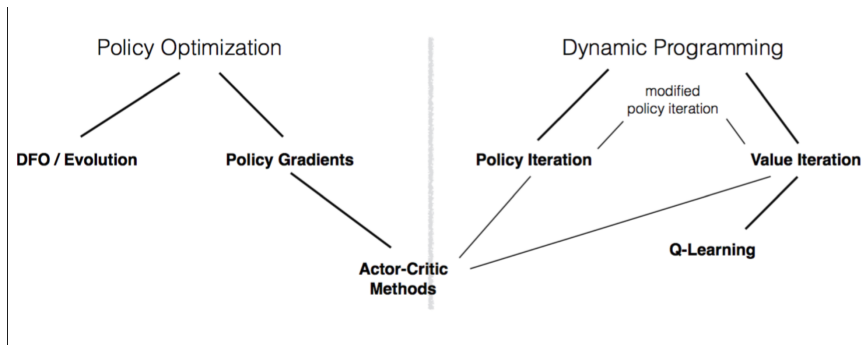 Policy Optimization
Dynamic Programming
modified
policy iteration
DFO / Evolution
Policy Gradients
Policy Iteration
Value Iteration
Q-Learning
Actor-Critic
Methods